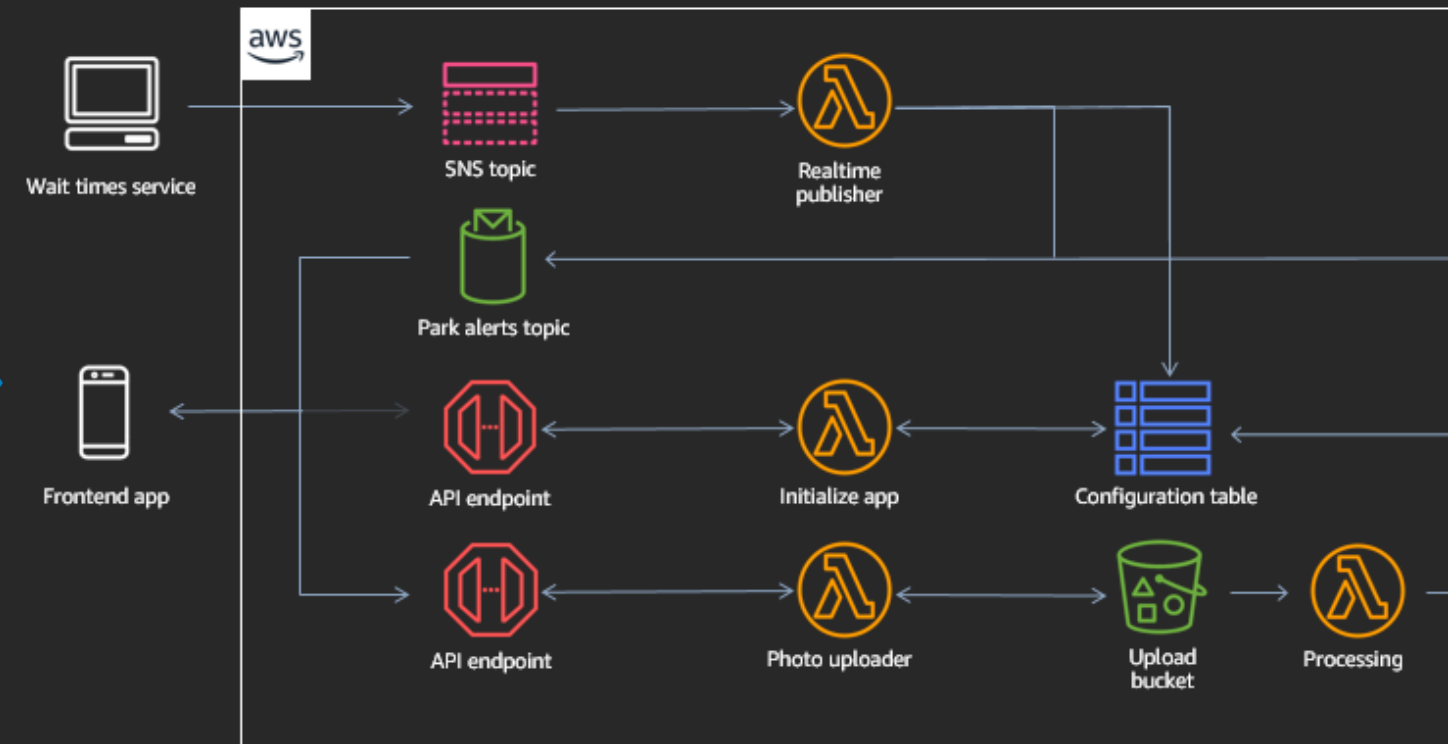 aws
Wait times service
SNS topic
Realtime
publisher
Park alerts topic
Frontend app
API endpoint
Initialize app
Configuration table
API endpoint
Photo uploader
Upload
bucket
Processing